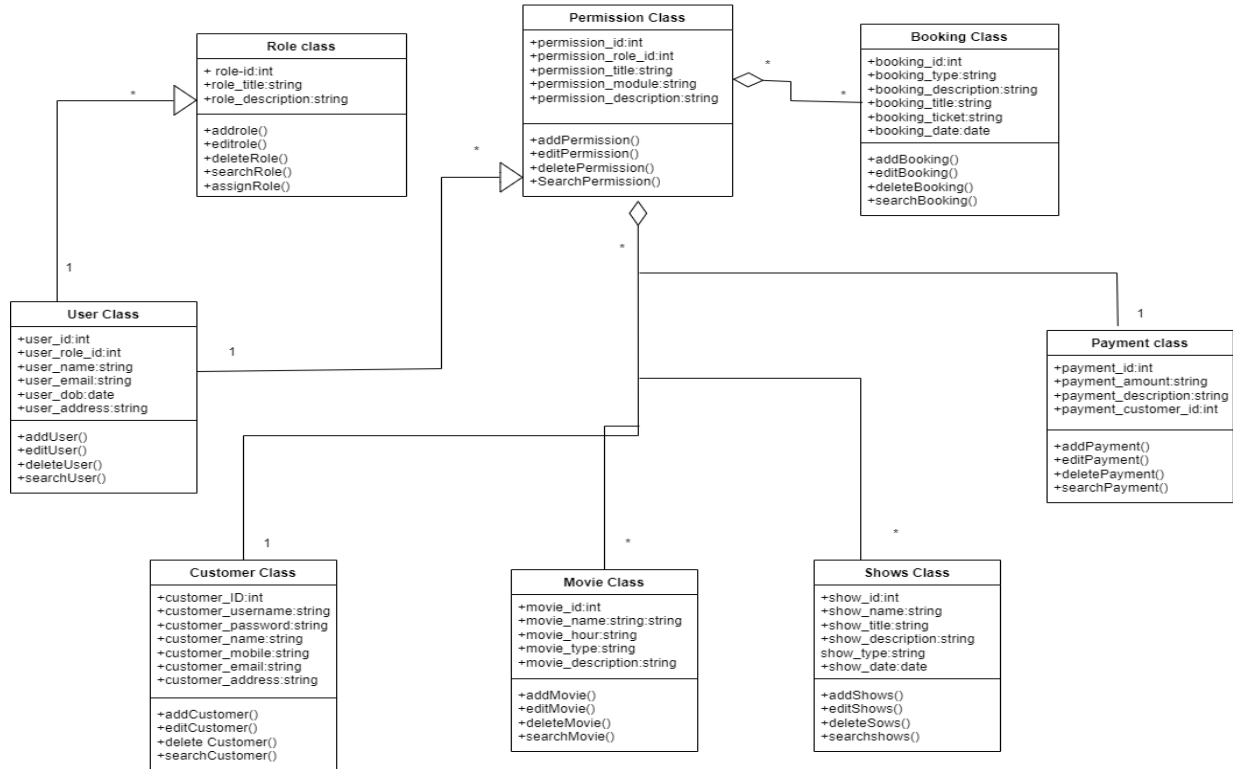 Role class
+ role-id:int
+role_title:string
+role_description:string
+addrole()
+editrole()
+deleteRole()
+searchRole()
+assignRole()
*
1
Permission Class
+permission_id:int
+permission_role_id:int
+permission_title:string
+permission_module:string
+permission_description:string
+addPermission()
+editPermission()
+deletePermission()
+SearchPermission()
*
1
*
*
*
Booking Class
+booking_id:int
+booking_type:string
+booking_description:string
+booking_title:string
+booking_ticket:string
+booking_date:date
+addBooking()
+editBooking()
+deleteBooking()
+searchBooking()
User Class
+user_id:int
+user_role_id:int
+user_name:string
+user_email:string
+user_dob:date
+user_address:string
+addUser()
+editUser()
+deleteUser()
+searchUser()
1
Payment class
+payment_id:int
+payment_amount:string
+payment_description:string
+payment_customer_id:int
+addPayment()
+editPayment()
+deletePayment()
+searchPayment()
1
Customer Class
+customer_ID:int
+customer_username:string
+customer_password:string
+customer_name:string
+customer_mobile:string
+customer_email:string
+customer_address:string
+addCustomer()
+editCustomer()
+delete Customer()
+searchCustomer()
*
Movie Class
+movie_id:int
+movie_name:string:string
+movie_hour:string
+movie_type:string
+movie_description:string
+addMovie()
+editMovie()
+deleteMovie()
+searchMovie()
*
Shows Class
+show_id:int
+show_name:string
+show_title:string
+show_description:string
show_type:string
+show_date:date
+addShows()
+editShows()
+deleteSows()
+searchshows()